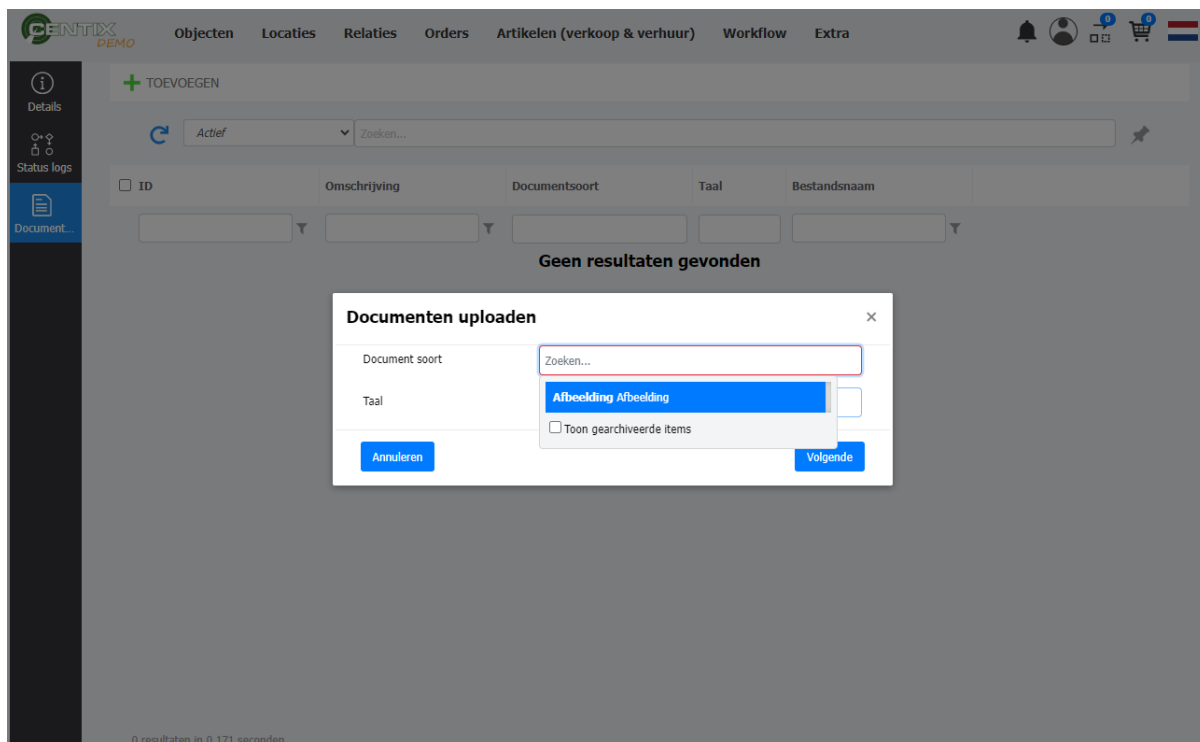 CENTIX
DEMO
Objecten Locaties Relaties Orders Artikelen (verkoop & verhuur) Workflow Extra
0 0
Details
Status logs
Document...
TOEVOEGEN
Actief Zoeken...
ID Omschrijving Documentsoort Taal Bestandsnaam
Geen resultaten gevonden
Documenten uploaden ×
Document soort Zoeken...
Afbeelding Afbeelding
Taal
Toon gearchiveerde items
Annuleren Volgende
0 resultaten in 0.171 seconden